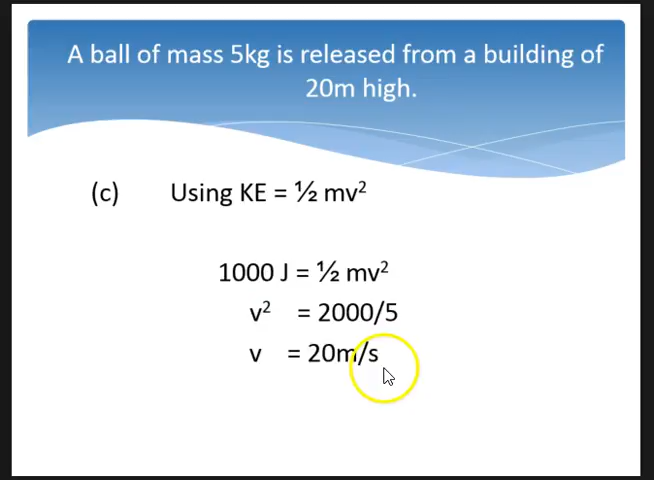 A ball of mass 5kg is released from a building of
20m high.
(c) Using KE = ½ mv²
1000 J = ½ mv²
v² = 2000/5
v = 20m/s